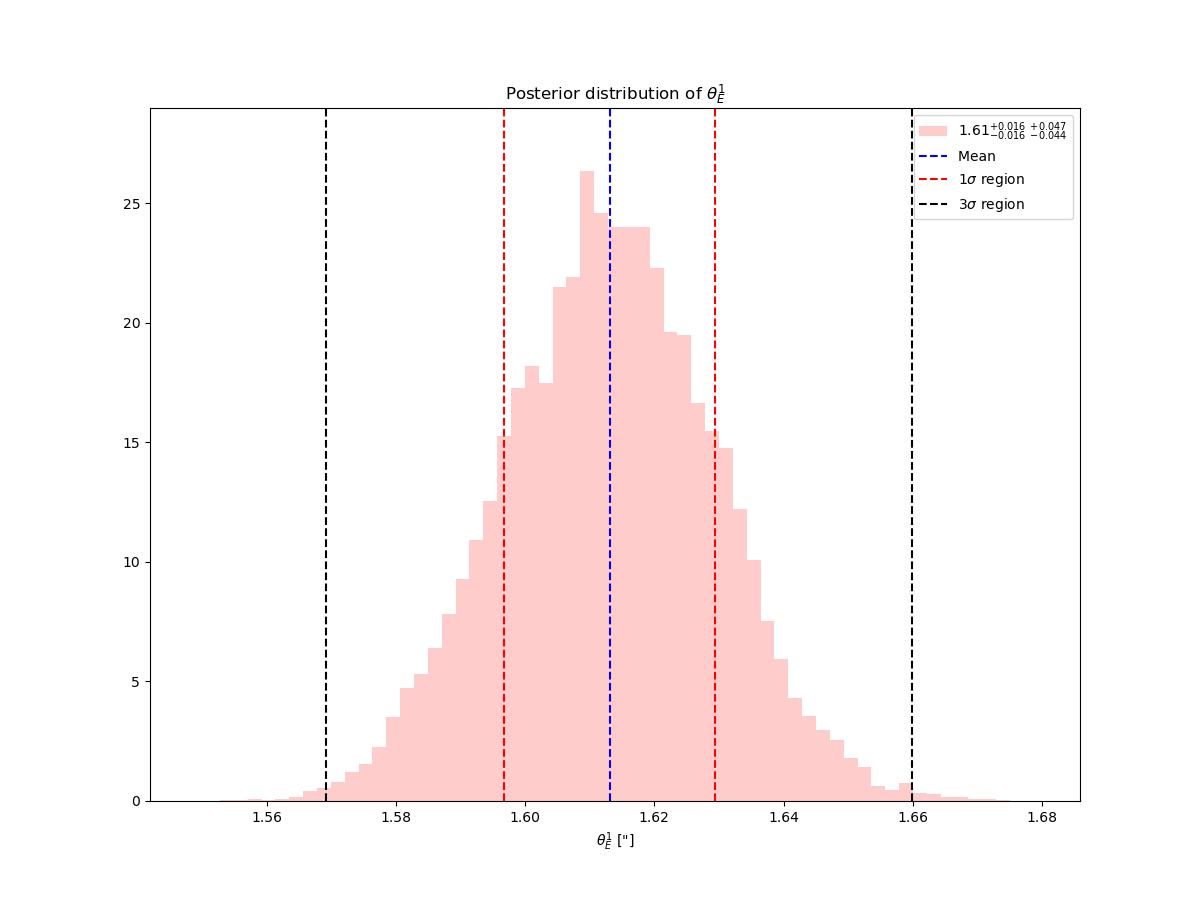 Posterior distribution of θ_E^1
1.61^{+0.016 +0.047}_{-0.016 -0.044}
Mean
1σ region
3σ region
25
20
15
10
5
0
1.56 1.58 1.60 1.62 1.64 1.66 1.68
θ_E^1 ["]